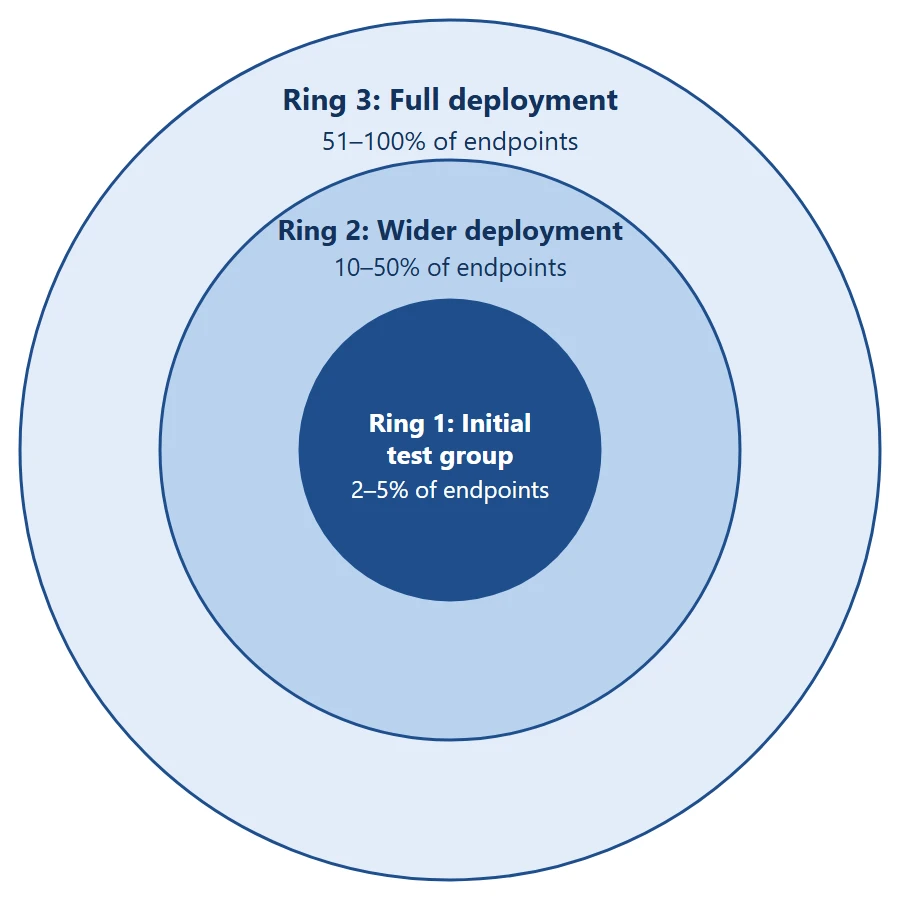 Ring 3: Full deployment
51–100% of endpoints
Ring 2: Wider deployment
10–50% of endpoints
Ring 1: Initial
test group
2–5% of endpoints